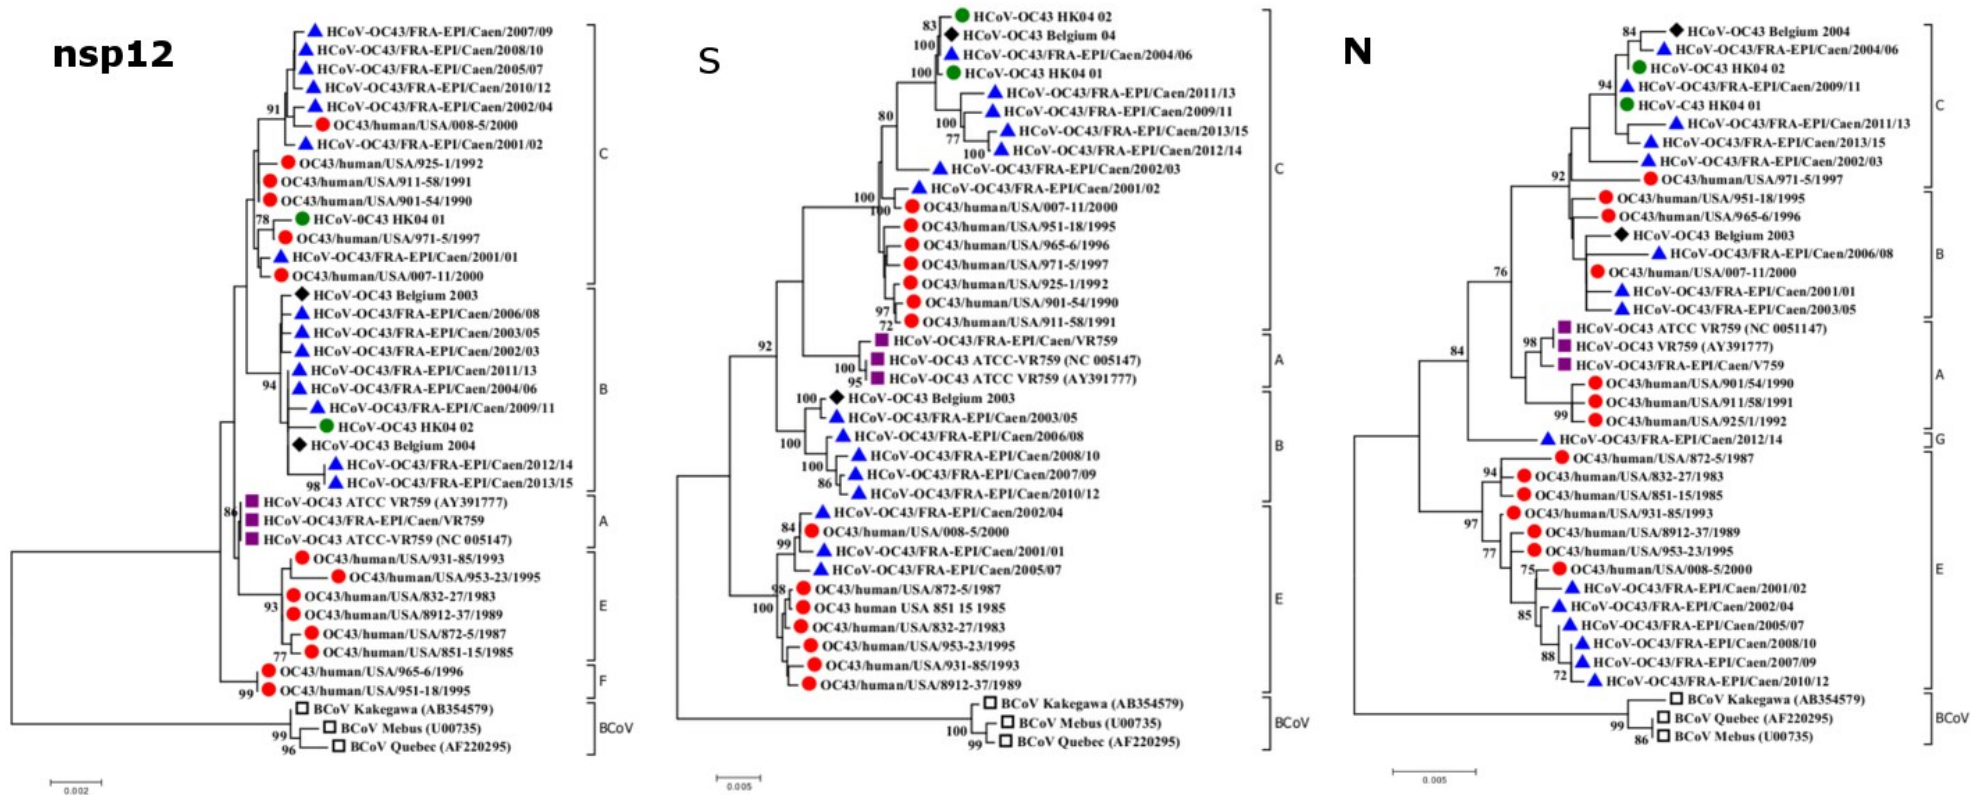 nsp12
HCoV-OC43/FRA-EPI/Caen/2007/09
HCoV-OC43/FRA-EPI/Caen/2008/10
HCoV-OC43/FRA-EPI/Caen/2005/07
HCoV-OC43/FRA-EPI/Caen/2010/12
HCoV-OC43/FRA-EPI/Caen/2002/04
91
OC43/human/USA/008-5/2000
HCoV-OC43/FRA-EPI/Caen/2001/02
C
OC43/human/USA/925-1/1992
OC43/human/USA/911-58/1991
OC43/human/USA/901-54/1990
78
HCoV-0C43 HK04 01
OC43/human/USA/971-5/1997
HCoV-OC43/FRA-EPI/Caen/2001/01
OC43/human/USA/007-11/2000
HCoV-OC43 Belgium 2003
HCoV-OC43/FRA-EPI/Caen/2006/08
HCoV-OC43/FRA-EPI/Caen/2003/05
HCoV-OC43/FRA-EPI/Caen/2002/03
HCoV-OC43/FRA-EPI/Caen/2011/13
94
HCoV-OC43/FRA-EPI/Caen/2004/06
B
HCoV-OC43/FRA-EPI/Caen/2009/11
HCoV-OC43 HK04 02
HCoV-OC43 Belgium 2004
HCoV-OC43/FRA-EPI/Caen/2012/14
98
HCoV-OC43/FRA-EPI/Caen/2013/15
HCoV-OC43 ATCC VR759 (AY391777)
86
HCoV-OC43/FRA-EPI/Caen/VR759
A
HCoV-OC43 ATCC-VR759 (NC 005147)
OC43/human/USA/931-85/1993
OC43/human/USA/953-23/1995
OC43/human/USA/832-27/1983
93
E
OC43/human/USA/8912-37/1989
OC43/human/USA/872-5/1987
77
OC43/human/USA/851-15/1985
OC43/human/USA/965-6/1996
F
99
OC43/human/USA/951-18/1995
BCoV Kakegawa (AB354579)
BCoV Mebus (U00735)
BCoV
99
96
BCoV Quebec (AF220295)
0.002
S
HCoV-OC43 HK04 02
83
HCoV-OC43 Belgium 04
100
HCoV-OC43/FRA-EPI/Caen/2004/06
100
HCoV-OC43 HK04 01
HCoV-OC43/FRA-EPI/Caen/2011/13
HCoV-OC43/FRA-EPI/Caen/2009/11
80
100
HCoV-OC43/FRA-EPI/Caen/2013/15
77
HCoV-OC43/FRA-EPI/Caen/2012/14
100
HCoV-OC43/FRA-EPI/Caen/2002/03
C
HCoV-OC43/FRA-EPI/Caen/2001/02
100
100
OC43/human/USA/007-11/2000
OC43/human/USA/951-18/1995
OC43/human/USA/965-6/1996
OC43/human/USA/971-5/1997
OC43/human/USA/925-1/1992
OC43/human/USA/901-54/1990
97
OC43/human/USA/911-58/1991
72
HCoV-OC43/FRA-EPI/Caen/VR759
92
HCoV-OC43 ATCC-VR759 (NC 005147)
A
100
HCoV-OC43 ATCC VR759 (AY391777)
95
100
HCoV-OC43 Belgium 2003
HCoV-OC43/FRA-EPI/Caen/2003/05
HCoV-OC43/FRA-EPI/Caen/2006/08
100
B
HCoV-OC43/FRA-EPI/Caen/2008/10
100
HCoV-OC43/FRA-EPI/Caen/2007/09
86
HCoV-OC43/FRA-EPI/Caen/2010/12
HCoV-OC43/FRA-EPI/Caen/2002/04
84
OC43/human/USA/008-5/2000
99
HCoV-OC43/FRA-EPI/Caen/2001/01
HCoV-OC43/FRA-EPI/Caen/2005/07
98
OC43/human/USA/872-5/1987
E
100
OC43 human USA 851 15 1985
OC43/human/USA/832-27/1983
OC43/human/USA/953-23/1995
OC43/human/USA/931-85/1993
OC43/human/USA/8912-37/1989
BCoV Kakegawa (AB354579)
BCoV Mebus (U00735)
BCoV
100
99
BCoV Quebec (AF220295)
0.005
N
84
HCoV-OC43 Belgium 2004
HCoV-OC43/FRA-EPI/Caen/2004/06
HCoV-OC43 HK04 02
94
HCoV-OC43/FRA-EPI/Caen/2009/11
HCoV-C43 HK04 01
C
HCoV-OC43/FRA-EPI/Caen/2011/13
HCoV-OC43/FRA-EPI/Caen/2013/15
HCoV-OC43/FRA-EPI/Caen/2002/03
92
OC43/human/USA/971-5/1997
OC43/human/USA/951-18/1995
OC43/human/USA/965-6/1996
HCoV-OC43 Belgium 2003
HCoV-OC43/FRA-EPI/Caen/2006/08
B
76
OC43/human/USA/007-11/2000
HCoV-OC43/FRA-EPI/Caen/2001/01
HCoV-OC43/FRA-EPI/Caen/2003/05
HCoV-OC43 ATCC VR759 (NC 0051147)
98
HCoV-OC43 VR759 (AY391777)
84
HCoV-OC43/FRA-EPI/Caen/V759
A
OC43/human/USA/901/54/1990
OC43/human/USA/911/58/1991
99
OC43/human/USA/925/1/1992
HCoV-OC43/FRA-EPI/Caen/2012/14
G
OC43/human/USA/872-5/1987
94
OC43/human/USA/832-27/1983
OC43/human/USA/851-15/1985
OC43/human/USA/931-85/1993
97
OC43/human/USA/8912-37/1989
77
OC43/human/USA/953-23/1995
75
OC43/human/USA/008-5/2000
E
HCoV-OC43/FRA-EPI/Caen/2001/02
HCoV-OC43/FRA-EPI/Caen/2002/04
85
HCoV-OC43/FRA-EPI/Caen/2005/07
HCoV-OC43/FRA-EPI/Caen/2008/10
88
HCoV-OC43/FRA-EPI/Caen/2007/09
72
HCoV-OC43/FRA-EPI/Caen/2010/12
BCoV Kakegawa (AB354579)
BCoV Quebec (AF220295)
BCoV
99
86
BCoV Mebus (U00735)
0.005